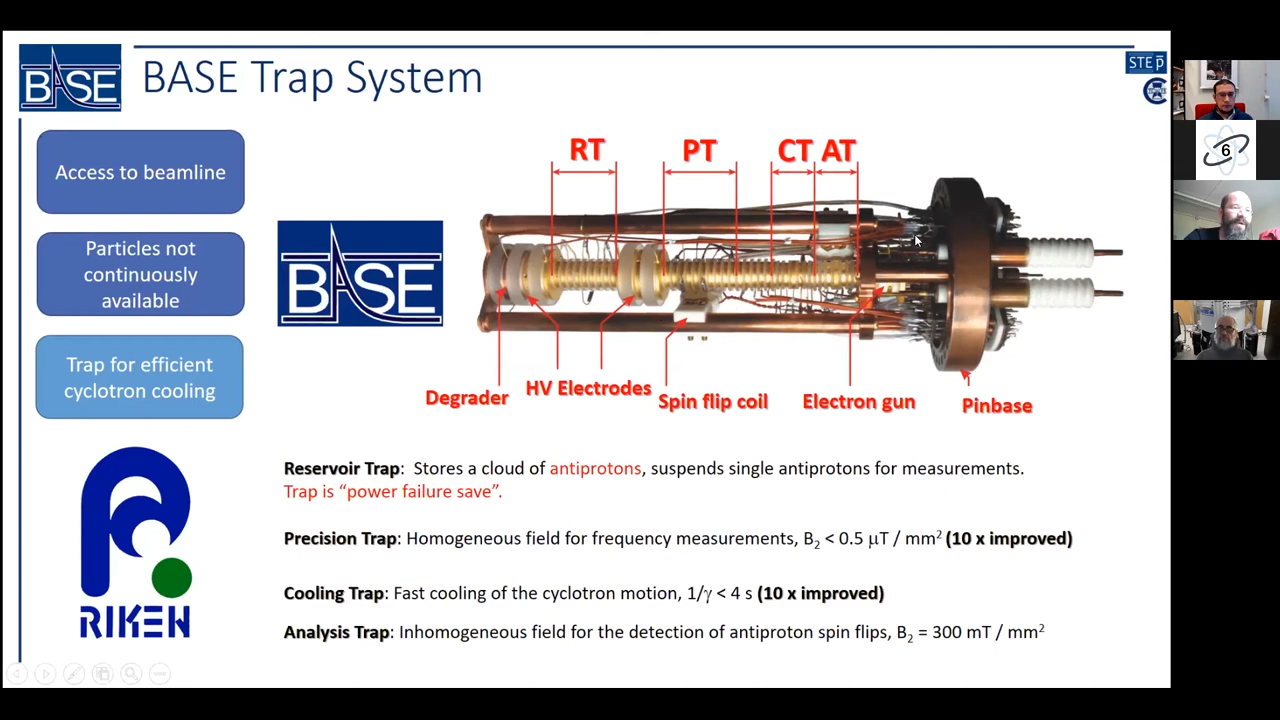 BASE
BASE Trap System
STEp̄
Access to beamline
Particles not
continuously
available
Trap for efficient
cyclotron cooling
RIKEN
BASE
RT
PT
CT
AT
Degrader
HV Electrodes
Spin flip coil
Electron gun
Pinbase
Reservoir Trap: Stores a cloud of antiprotons, suspends single antiprotons for measurements.
Trap is “power failure save”.
Precision Trap: Homogeneous field for frequency measurements, B₂ < 0.5 μT / mm² (10 x improved)
Cooling Trap: Fast cooling of the cyclotron motion, 1/γ < 4 s (10 x improved)
Analysis Trap: Inhomogeneous field for the detection of antiproton spin flips, B₂ = 300 mT / mm²
6